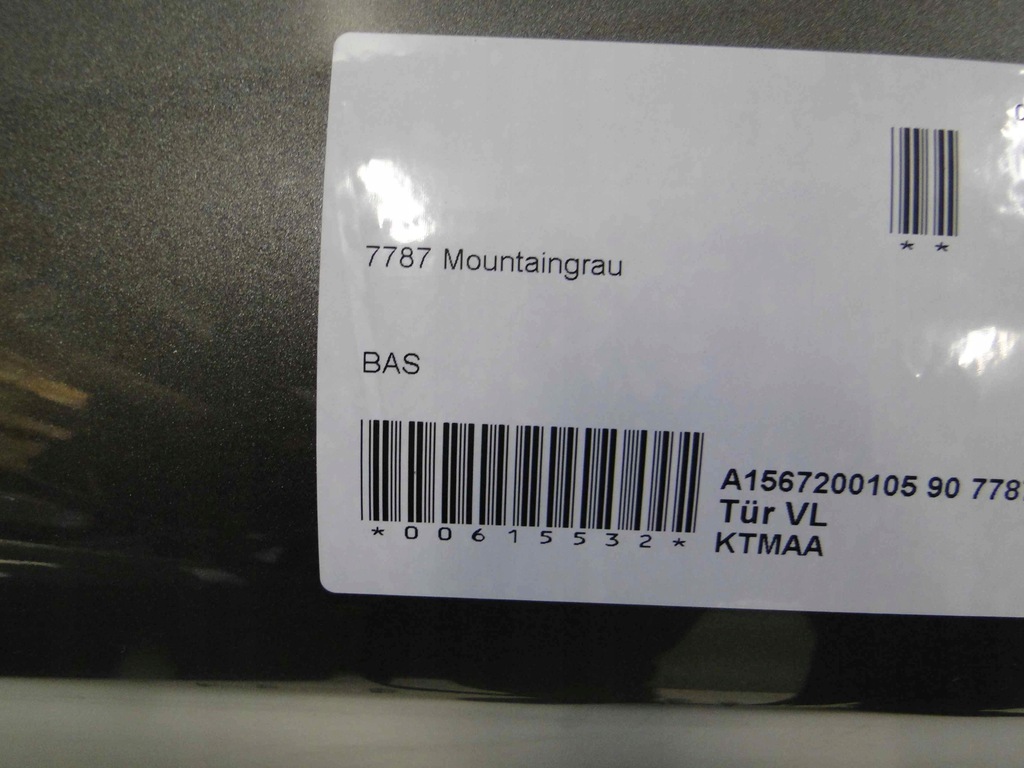 * *
7787 Mountaingrau
BAS
*00615532*
A1567200105 90 778
Tür VL
KTMAA